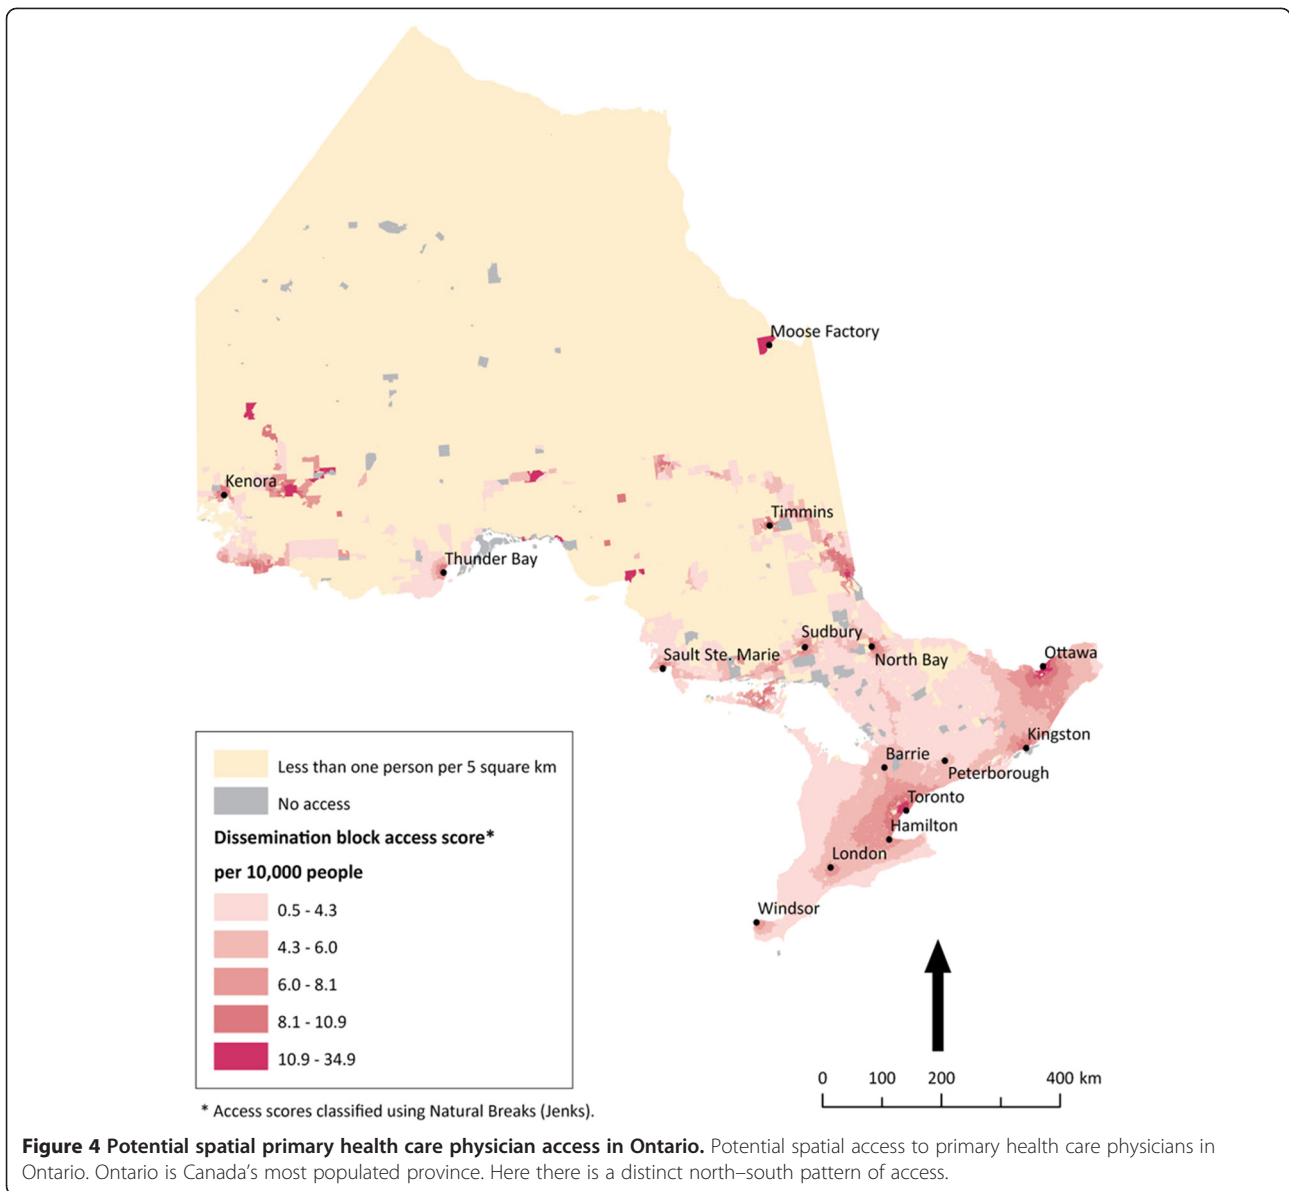 Moose Factory
Kenora
Timmins
Thunder Bay
Sudbury
Sault Ste. Marie
North Bay
Ottawa
Kingston
Barrie
Peterborough
Toronto
Hamilton
London
Windsor
Less than one person per 5 square km
No access
Dissemination block access score*
per 10,000 people
0.5 - 4.3
4.3 - 6.0
6.0 - 8.1
8.1 - 10.9
10.9 - 34.9
0 100 200 400 km
* Access scores classified using Natural Breaks (Jenks).
Figure 4 Potential spatial primary health care physician access in Ontario. Potential spatial access to primary health care physicians in
Ontario. Ontario is Canada's most populated province. Here there is a distinct north–south pattern of access.